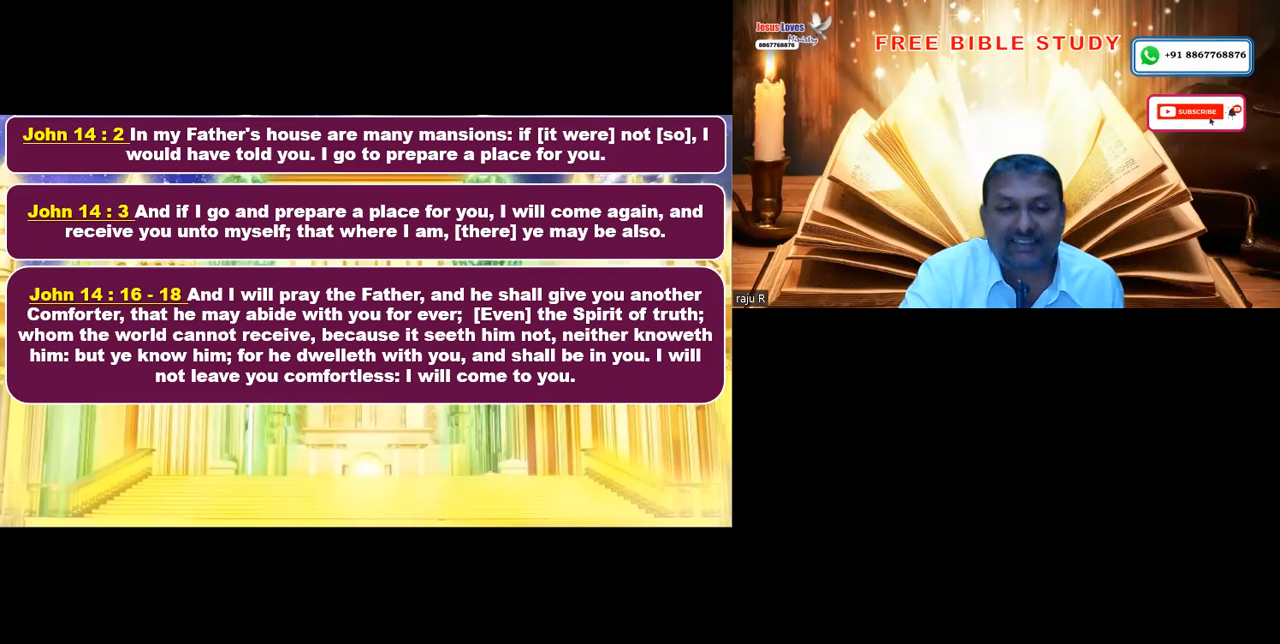 John 14 : 2 In my Father's house are many mansions: if [it were] not [so], I
would have told you. I go to prepare a place for you.
John 14 : 3 And if I go and prepare a place for you, I will come again, and
receive you unto myself; that where I am, [there] ye may be also.
John 14 : 16 - 18 And I will pray the Father, and he shall give you another
Comforter, that he may abide with you for ever; [Even] the Spirit of truth;
whom the world cannot receive, because it seeth him not, neither knoweth
him: but ye know him; for he dwelleth with you, and shall be in you. I will
not leave you comfortless: I will come to you.
Jesus Loves
Ministry
8867768876
FREE BIBLE STUDY
+91 8867768876
SUBSCRIBE
raju R